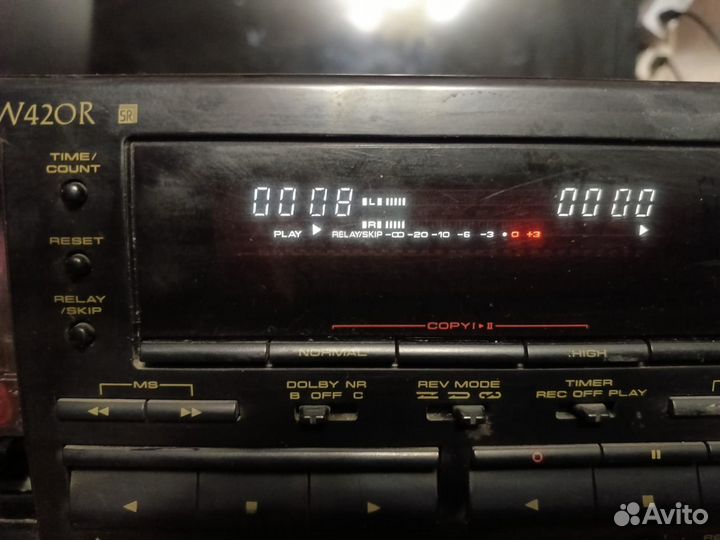 W420R SR
TIME/
COUNT
0008 L 0000
R
PLAY RELAY/SKIP -∞ -20 -10 -6 -3 • 0 +3
RESET
RELAY
/SKIP
COPY I ▸ II
NORMAL HIGH
MS
DOLBY NR
B OFF C
REV MODE
TIMER
REC OFF PLAY
Avito